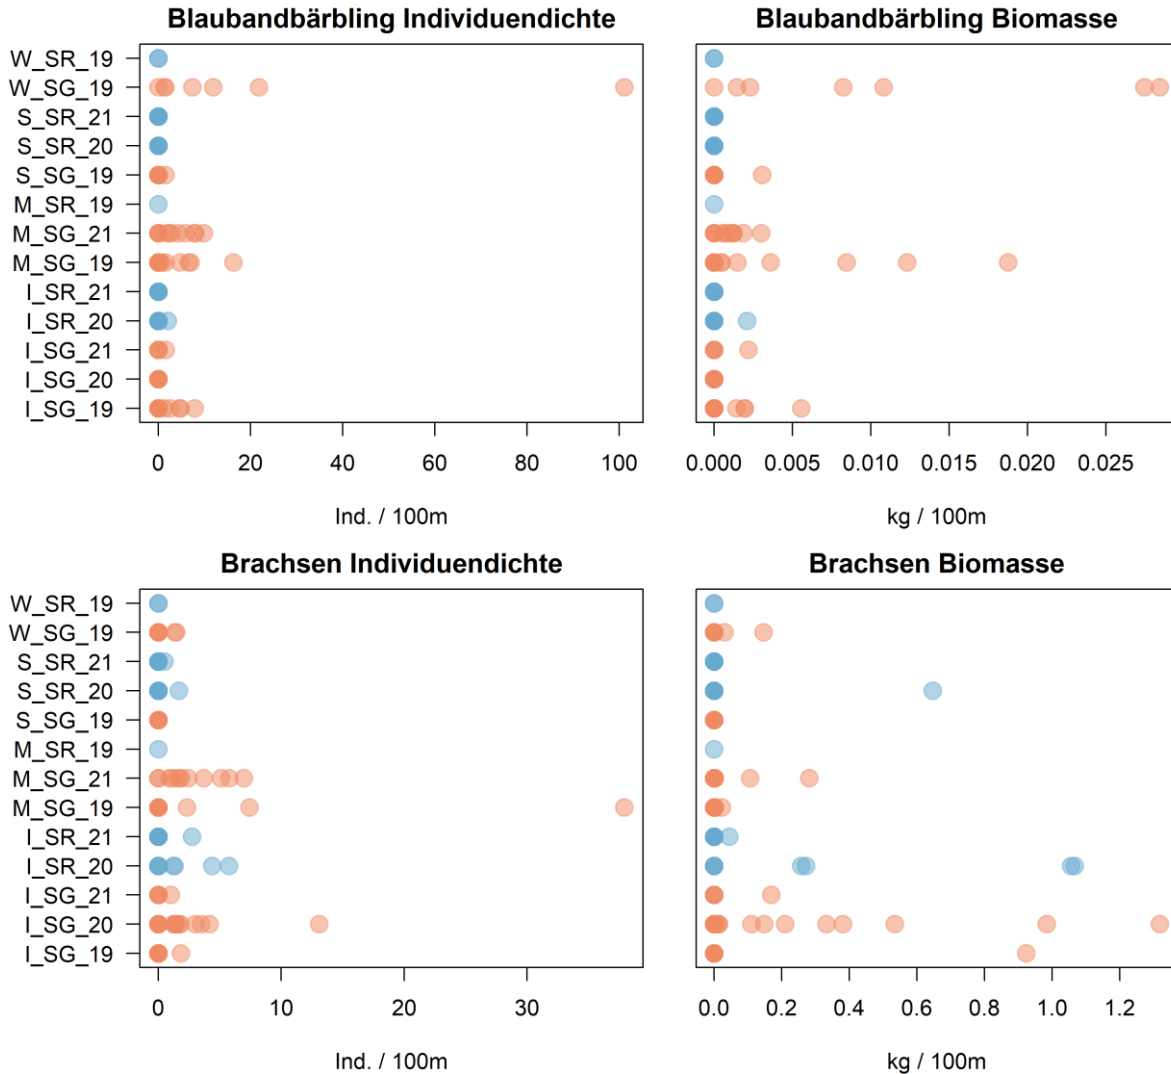 Blaubandbärbling Individuendichte
W_SR_19
W_SG_19
S_SR_21
S_SR_20
S_SG_19
M_SR_19
M_SG_21
M_SG_19
I_SR_21
I_SR_20
I_SG_21
I_SG_20
I_SG_19
0 20 40 60 80 100
Ind. / 100m
Blaubandbärbling Biomasse
0.000 0.005 0.010 0.015 0.020 0.025
kg / 100m
Brachsen Individuendichte
W_SR_19
W_SG_19
S_SR_21
S_SR_20
S_SG_19
M_SR_19
M_SG_21
M_SG_19
I_SR_21
I_SR_20
I_SG_21
I_SG_20
I_SG_19
0 10 20 30
Ind. / 100m
Brachsen Biomasse
0.0 0.2 0.4 0.6 0.8 1.0 1.2
kg / 100m